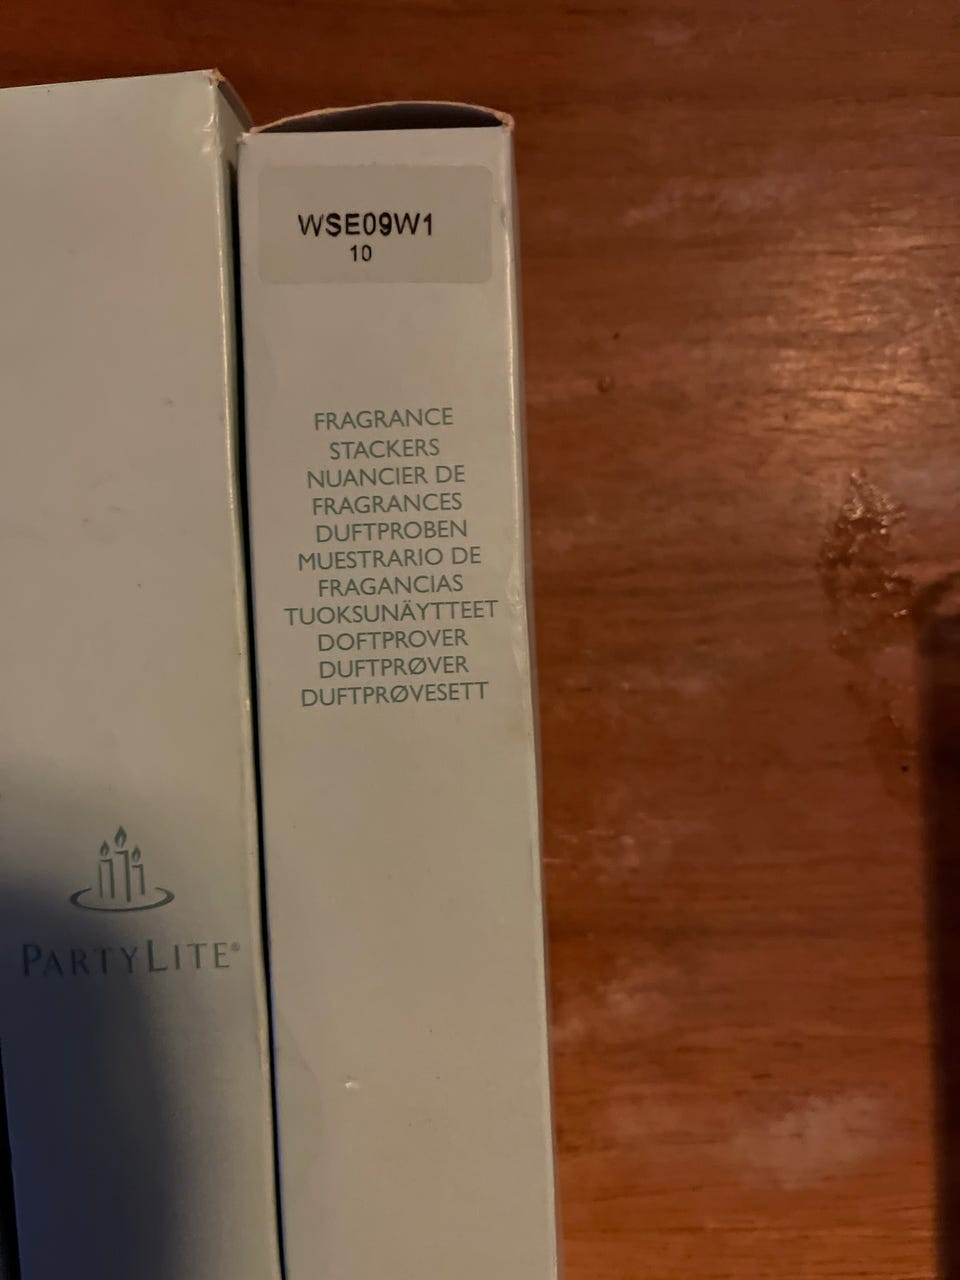 WSE09W1
10
FRAGRANCE
STACKERS
NUANCIER DE
FRAGRANCES
DUFTPROBEN
MUESTRARIO DE
FRAGANCIAS
TUOKSUNÄYTTEET
DOFTPROVER
DUFTPRØVER
DUFTPRØVESETT
PARTYLITE®